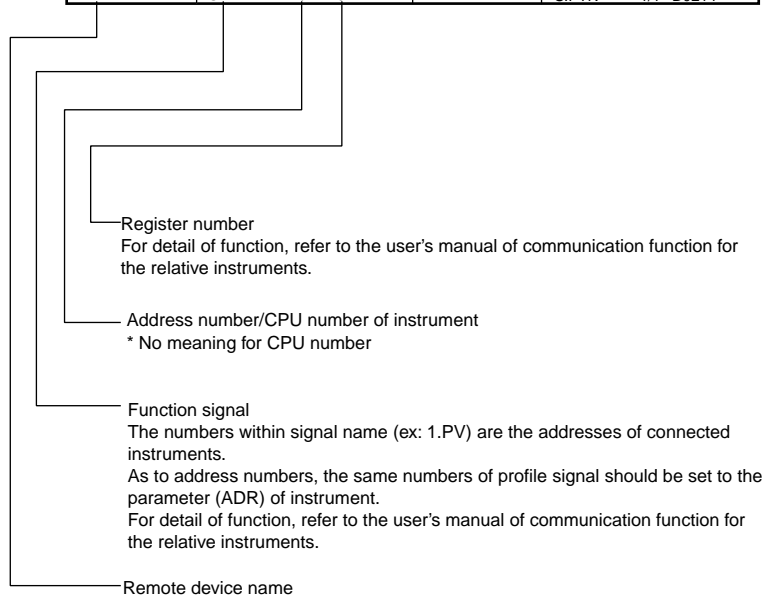 Register number
For detail of function, refer to the user's manual of communication function for
the relative instruments.
Address number/CPU number of instrument
* No meaning for CPU number
Function signal
The numbers within signal name (ex: 1.PV) are the addresses of connected
instruments.
As to address numbers, the same numbers of profile signal should be set to the
parameter (ADR) of instrument.
For detail of function, refer to the user's manual of communication function for
the relative instruments.
Remote device name